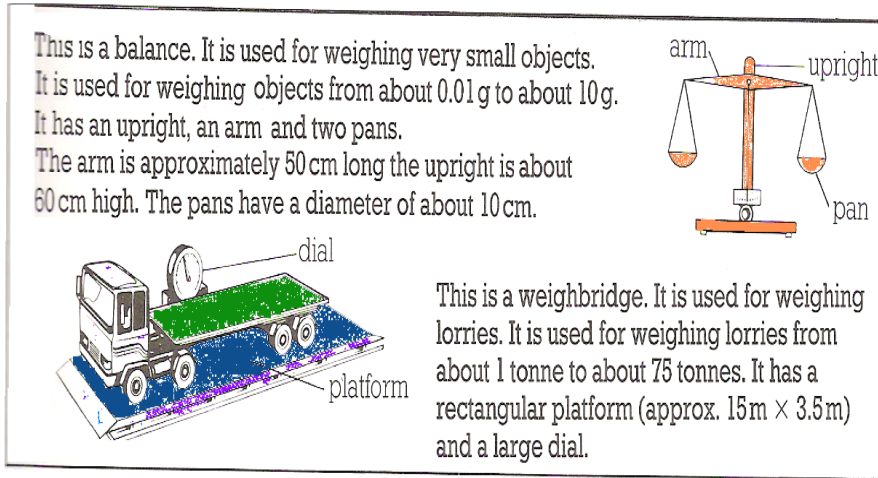 This is a balance. It is used for weighing very small objects.
It is used for weighing objects from about 0.01 g to about 10 g.
It has an upright, an arm and two pans.
The arm is approximately 50 cm long the upright is about
60 cm high. The pans have a diameter of about 10 cm.
arm
upright
pan
dial
platform
This is a weighbridge. It is used for weighing
lorries. It is used for weighing lorries from
about 1 tonne to about 75 tonnes. It has a
rectangular platform (approx. 15 m × 3.5 m)
and a large dial.